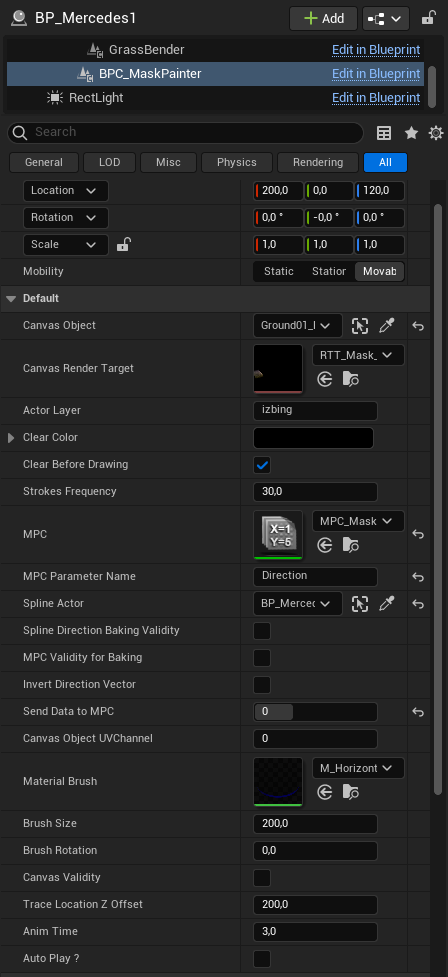 BP_Mercedes1
Add
GrassBender Edit in Blueprint
BPC_MaskPainter Edit in Blueprint
RectLight Edit in Blueprint
Search
General LOD Misc Physics Rendering All
Location 200,0 0,0 120,0
Rotation 0,0 ° -0,0 ° 0,0 °
Scale 1,0 1,0 1,0
Mobility Static Statior Movab
Default
Canvas Object Ground01_I
Canvas Render Target RTT_Mask_
Actor Layer izbing
Clear Color
Clear Before Drawing
Strokes Frequency 30,0
MPC X=1 Y=5 MPC_Mask
MPC Parameter Name Direction
Spline Actor BP_Merced
Spline Direction Baking Validity
MPC Validity for Baking
Invert Direction Vector
Send Data to MPC 0
Canvas Object UVChannel 0
Material Brush M_Horizont
Brush Size 200,0
Brush Rotation 0,0
Canvas Validity
Trace Location Z Offset 200,0
Anim Time 3,0
Auto Play ?